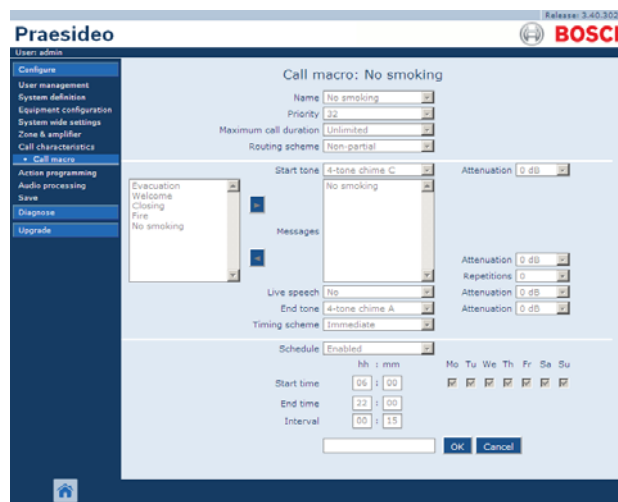 Release: 3.40.302
Praesideo
BOSCH
User: admin
Configure
User management
System definition
Equipment configuration
System wide settings
Zone & amplifier
Call characteristics
• Call macro
Action programming
Audio processing
Save
Diagnose
Upgrade
Call macro: No smoking
Name No smoking
Priority 32
Maximum call duration Unlimited
Routing scheme Non-partial
Start tone 4-tone chime C Attenuation 0 dB
Evacuation
Welcome
Closing
Fire
No smoking
Messages
No smoking
Attenuation 0 dB
Repetitions 0
Live speech No Attenuation 0 dB
End tone 4-tone chime A Attenuation 0 dB
Timing scheme Immediate
Schedule Enabled
hh : mm Mo Tu We Th Fr Sa Su
Start time 06 : 00
End time 22 : 00
Interval 00 : 15
OK Cancel